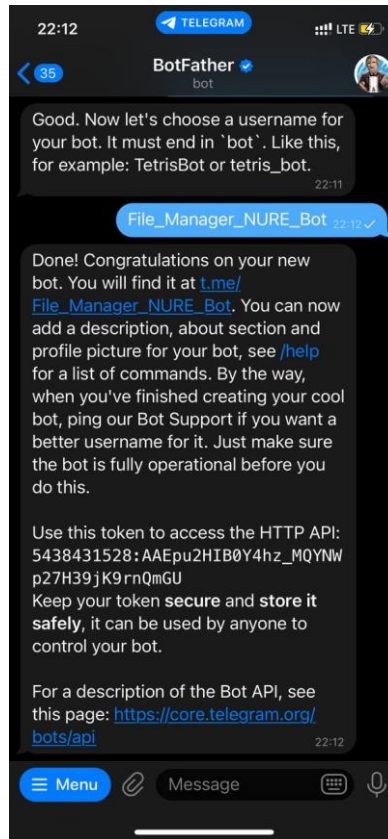 22:12
TELEGRAM
LTE
35
BotFather
bot
Good. Now let's choose a username for
your bot. It must end in `bot`. Like this,
for example: TetrisBot or tetris_bot.
22:11
File_Manager_NURE_Bot 22:12
Done! Congratulations on your new
bot. You will find it at t.me/
File_Manager_NURE_Bot. You can now
add a description, about section and
profile picture for your bot, see /help
for a list of commands. By the way,
when you've finished creating your cool
bot, ping our Bot Support if you want a
better username for it. Just make sure
the bot is fully operational before you
do this.
Use this token to access the HTTP API:
5438431528:AAEpu2HIB0Y4hz_MQYNW
p27H39jK9rnQmGU
Keep your token secure and store it
safely, it can be used by anyone to
control your bot.
For a description of the Bot API, see
this page: https://core.telegram.org/
bots/api
22:12
Menu
Message